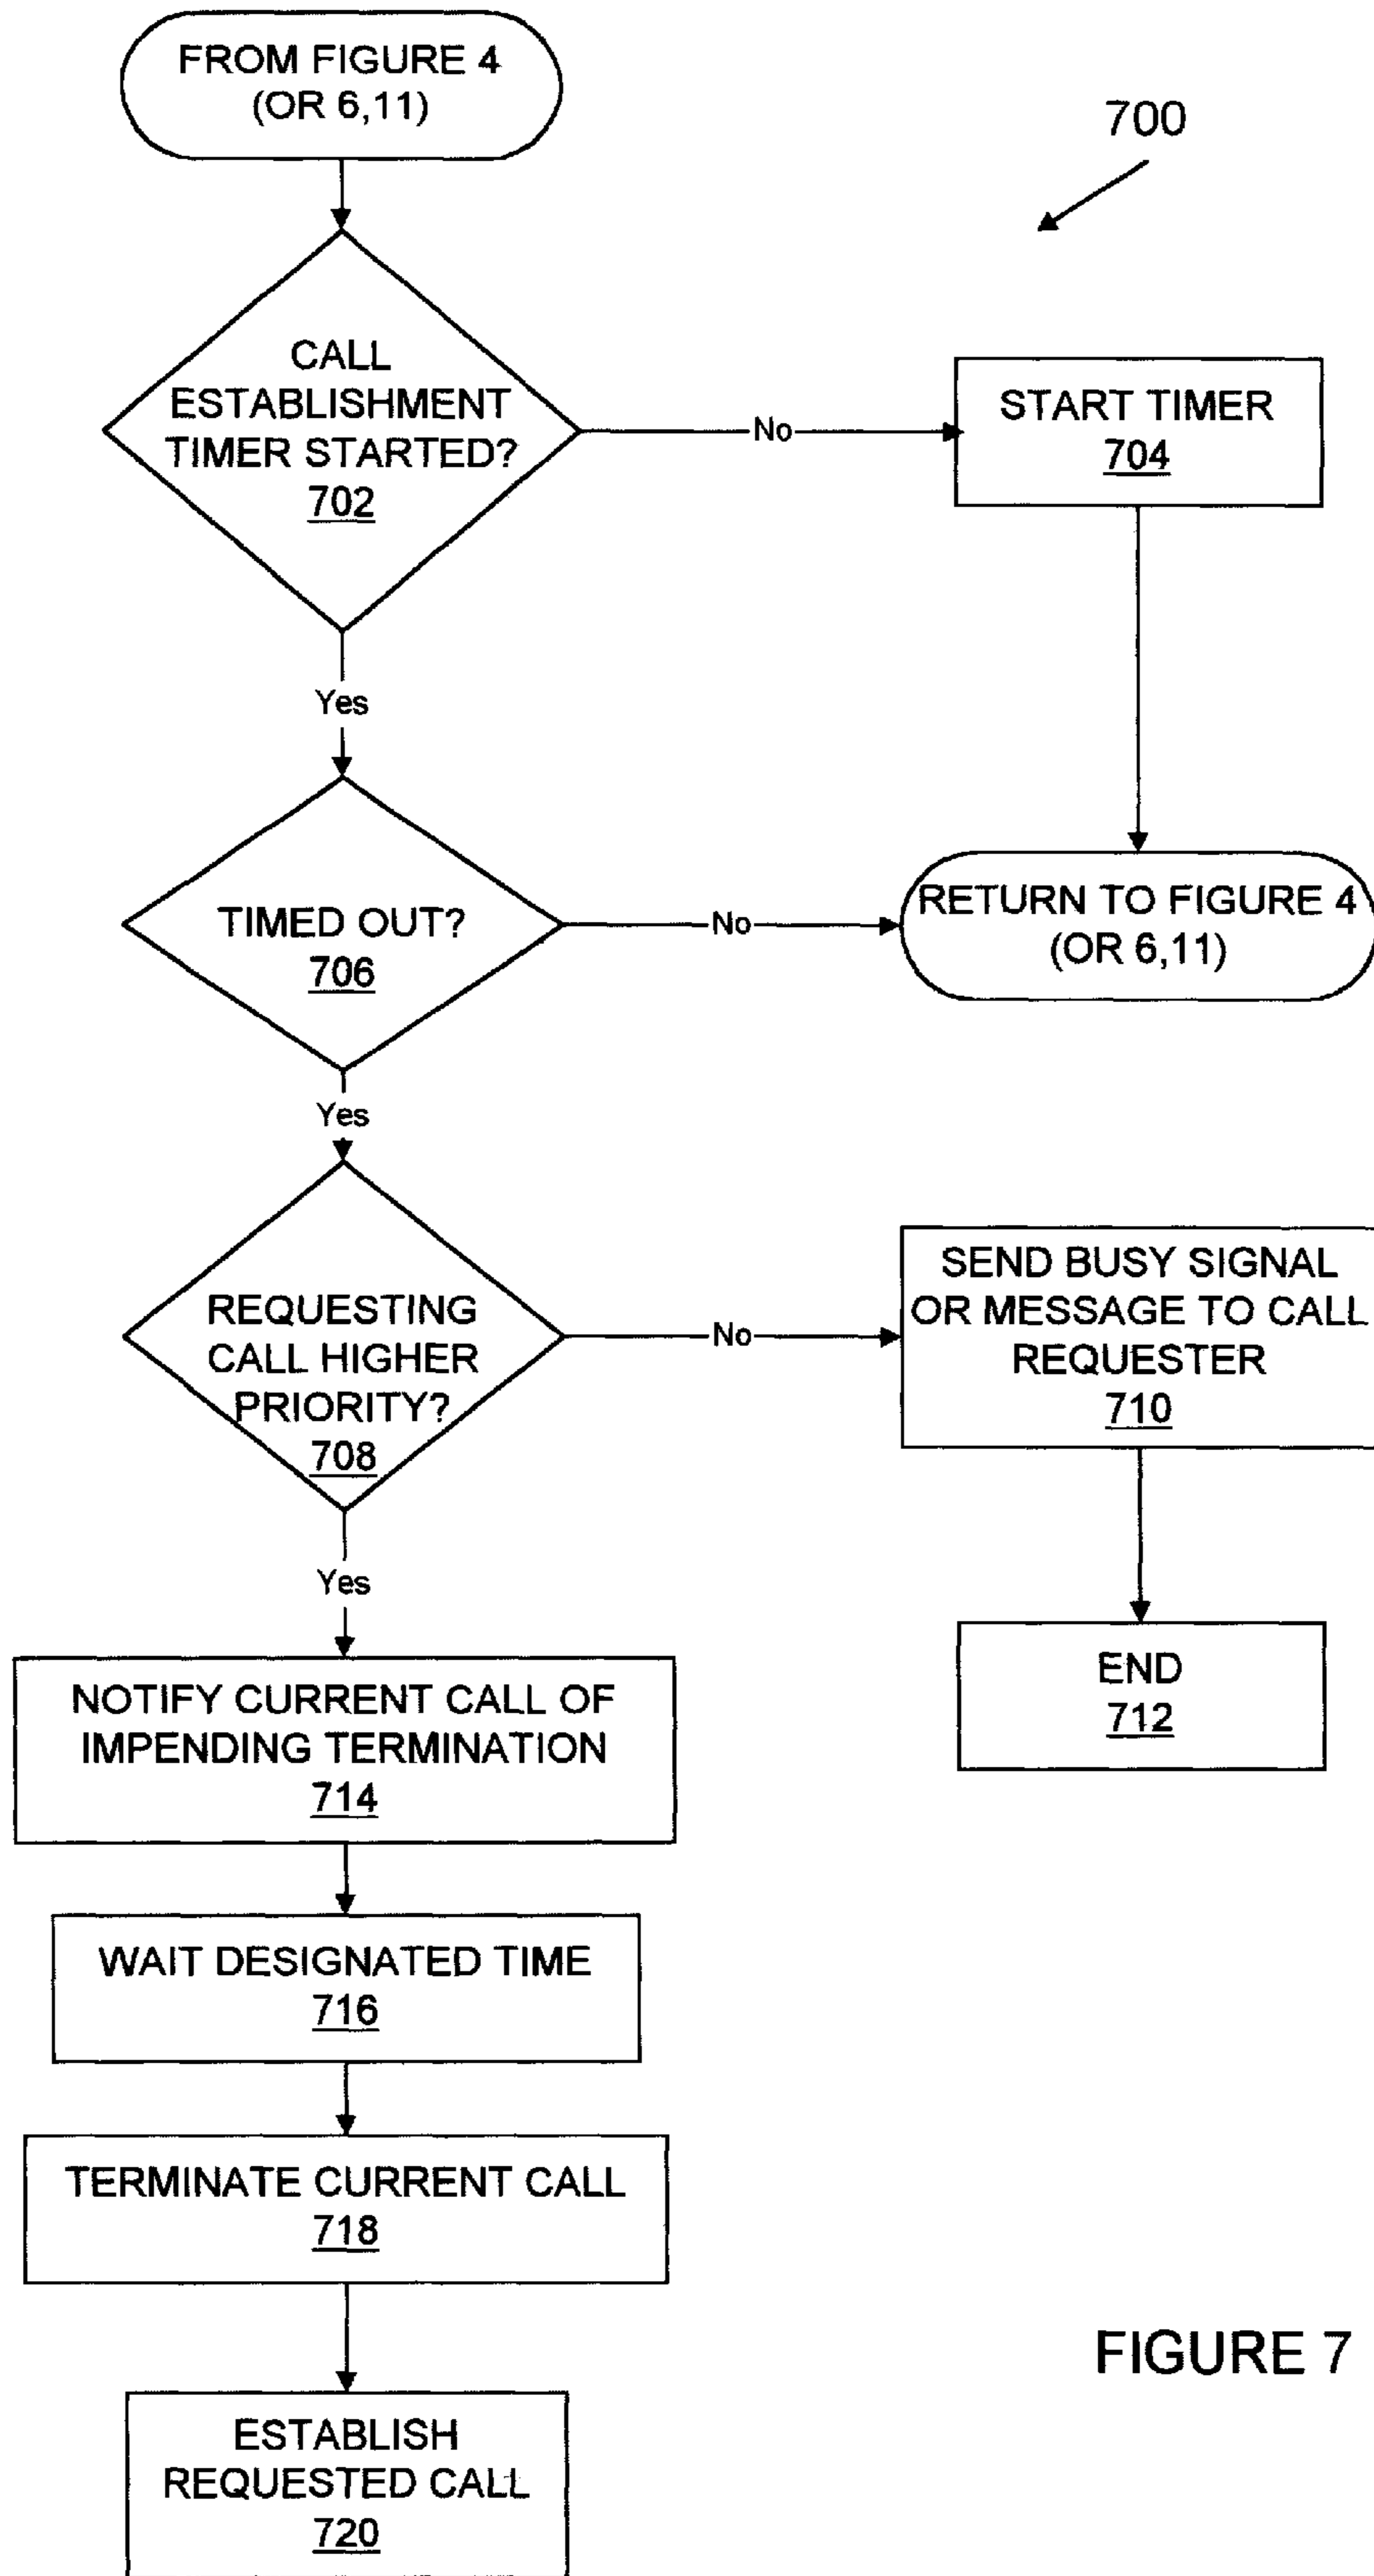 FROM FIGURE 4
(OR 6,11)
700
CALL
ESTABLISHMENT
TIMER STARTED?
702
No
START TIMER
704
Yes
TIMED OUT?
706
No
RETURN TO FIGURE 4
(OR 6,11)
Yes
REQUESTING
CALL HIGHER
PRIORITY?
708
No
SEND BUSY SIGNAL
OR MESSAGE TO CALL
REQUESTER
710
Yes
END
712
NOTIFY CURRENT CALL OF
IMPENDING TERMINATION
714
WAIT DESIGNATED TIME
716
TERMINATE CURRENT CALL
718
FIGURE 7
ESTABLISH
REQUESTED CALL
720